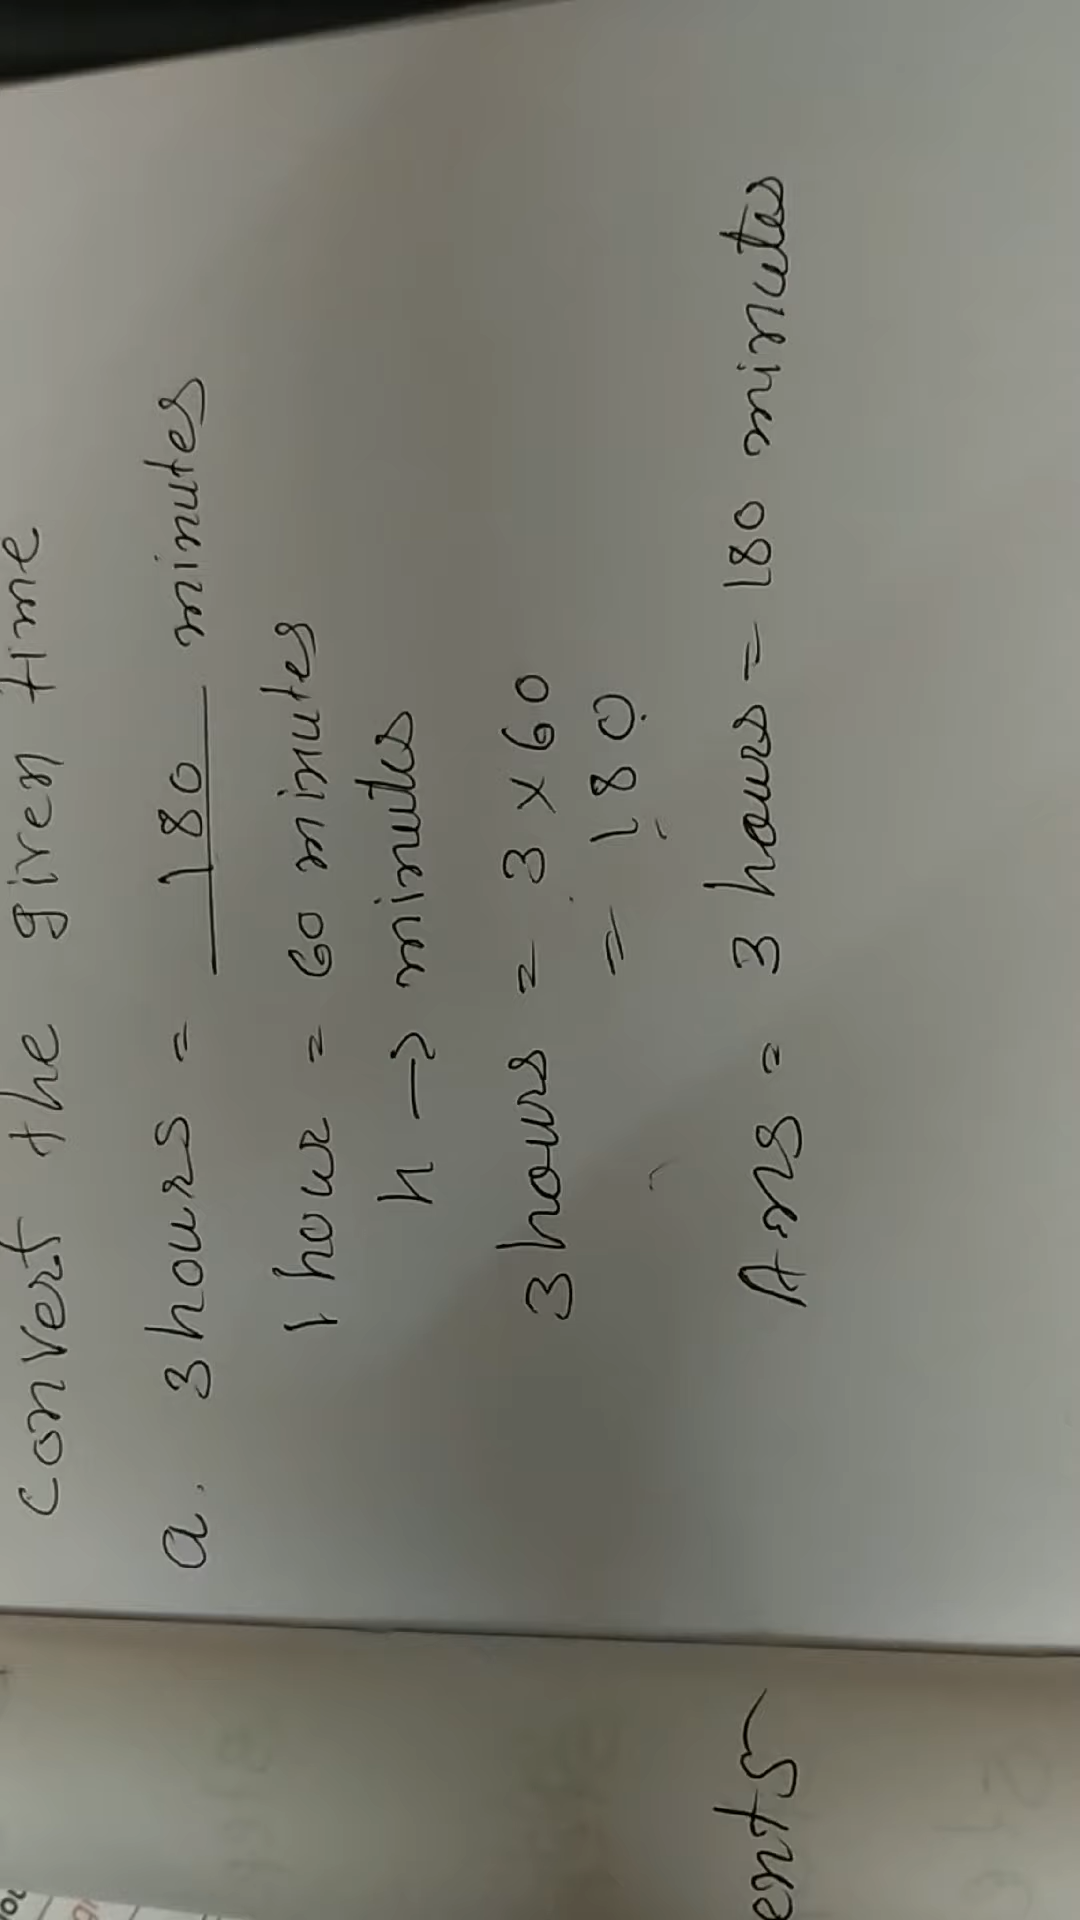 convert the given time
a. 3 hours = 180 minutes
1 hour = 60 minutes
h → minutes
3 hours = 3 × 60
= 180
Ans = 3 hours = 180 minutes
ents